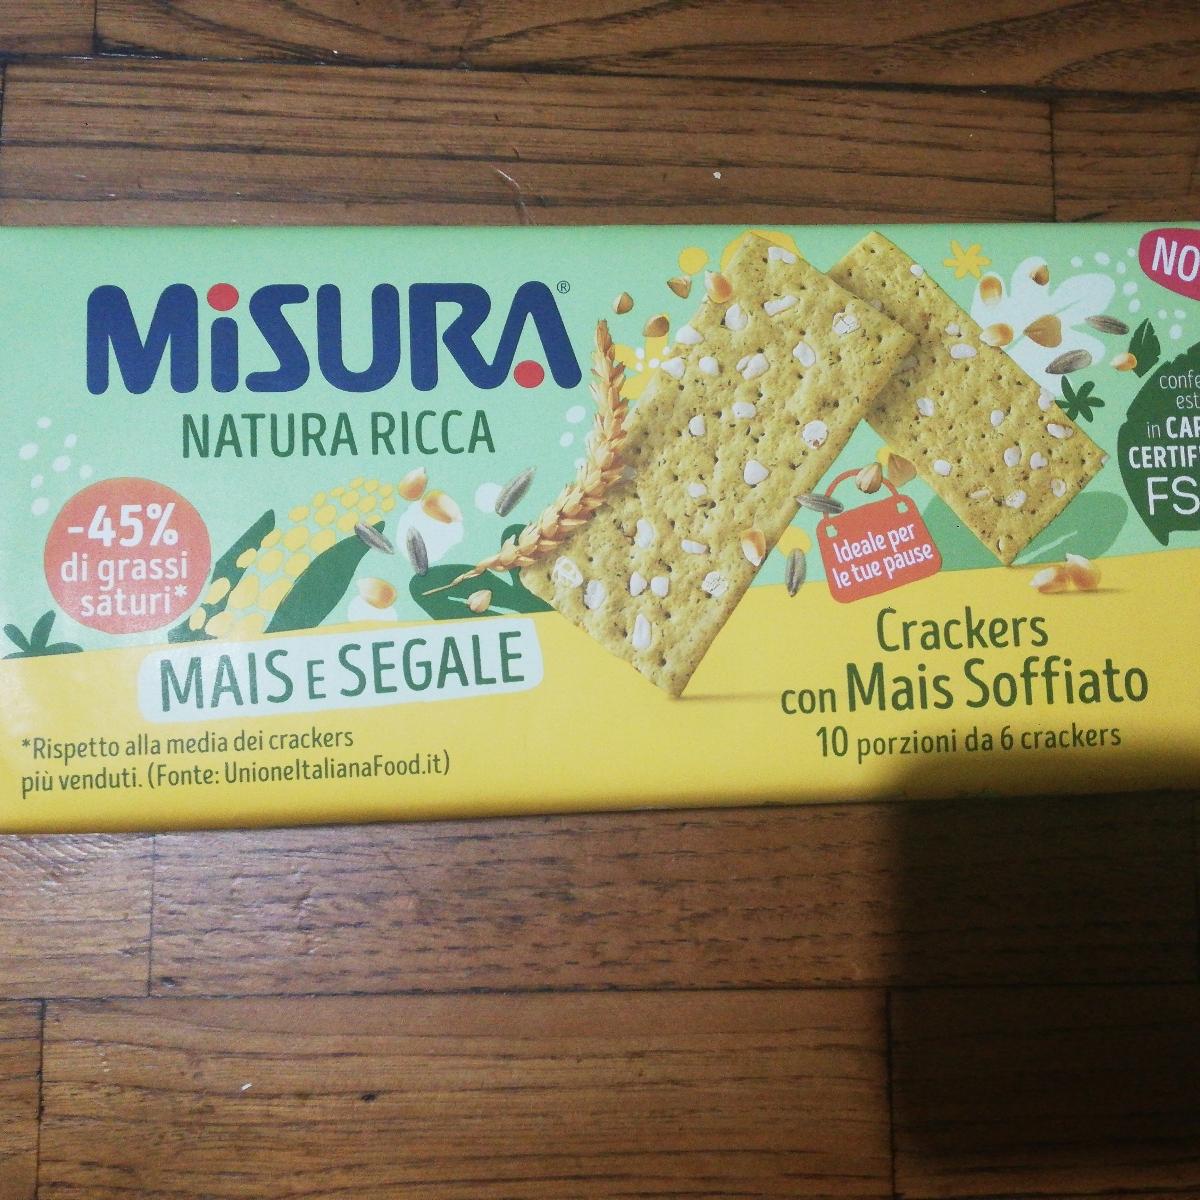 MiSURA®
NATURA RICCA
-45%
di grassi
saturi*
MAIS E SEGALE
*Rispetto alla media dei crackers
più venduti. (Fonte: UnioneItalianaFood.it)
Ideale per
le tue pause
Crackers
con Mais Soffiato
10 porzioni da 6 crackers
in